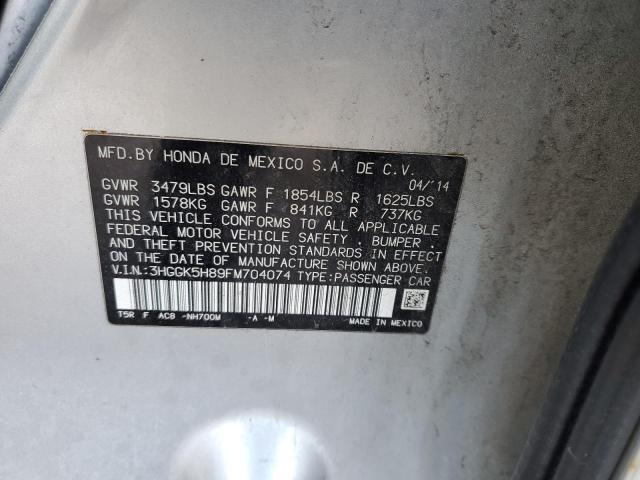 MFD.BY HONDA DE MEXICO S.A. DE C.V.
04/'14
GVWR 3479LBS GAWR F 1854LBS R 1625LBS
GVWR 1578KG GAWR F 841KG R 737KG
THIS VEHICLE CONFORMS TO ALL APPLICABLE
FEDERAL MOTOR VEHICLE SAFETY, BUMPER,
AND THEFT PREVENTION STANDARDS IN EFFECT ON
THE DATE OF MANUFACTURE SHOWN ABOVE.
V.I.N:3HGGK5H89FM704074 TYPE:PASSENGER CAR
T5R F AC8 -NH700M -A -M MADE IN MEXICO